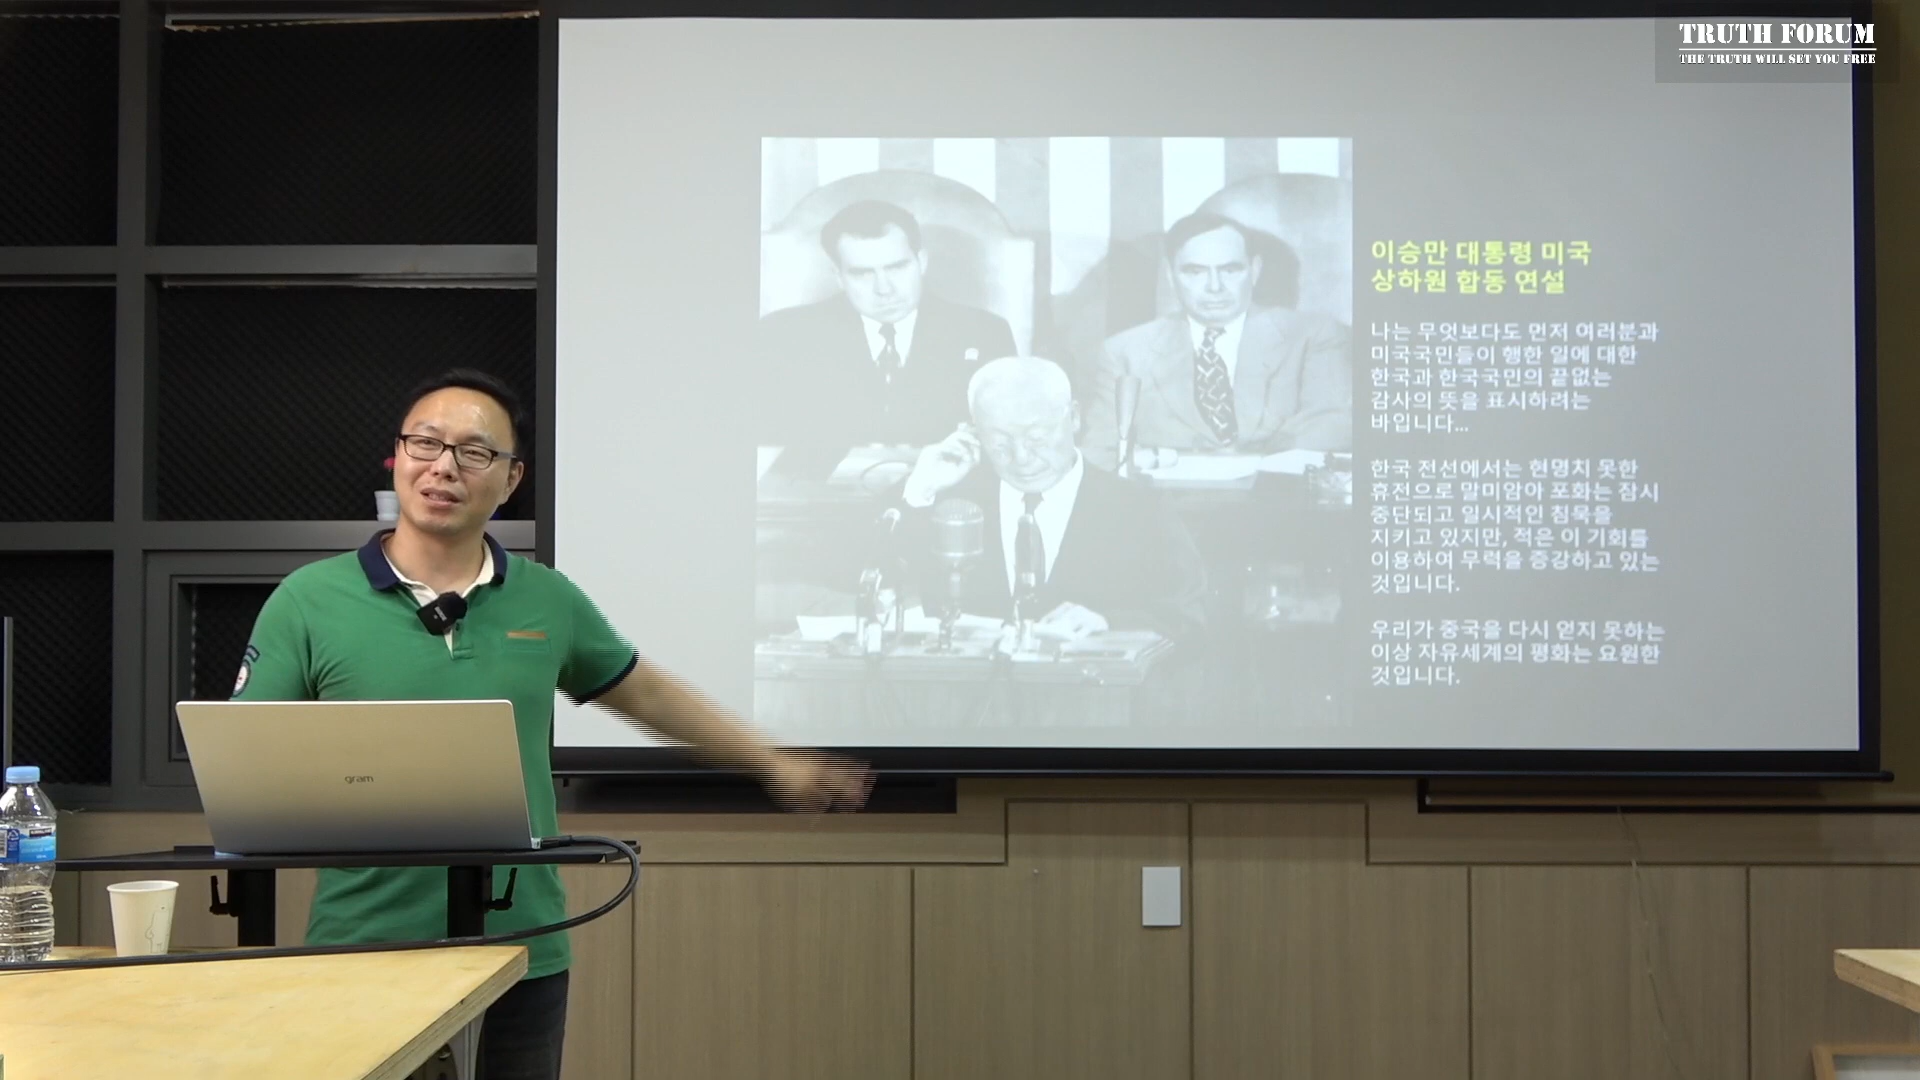 TRUTH FORUM
THE TRUTH WILL SET YOU FREE
이승만 대통령 미국
상하원 합동 연설
나는 무엇보다도 먼저 여러분과
미국국민들이 행한 일에 대한
한국과 한국국민의 끝없는
감사의 뜻을 표시하려는
바입니다...
한국 전선에서는 현명치 못한
휴전으로 말미암아 포화는 잠시
중단되고 일시적인 침묵을
지키고 있지만, 적은 이 기회를
이용하여 무력을 증강하고 있는
것입니다.
우리가 중국을 다시 얻지 못하는
이상 자유세계의 평화는 요원한
것입니다.
gram